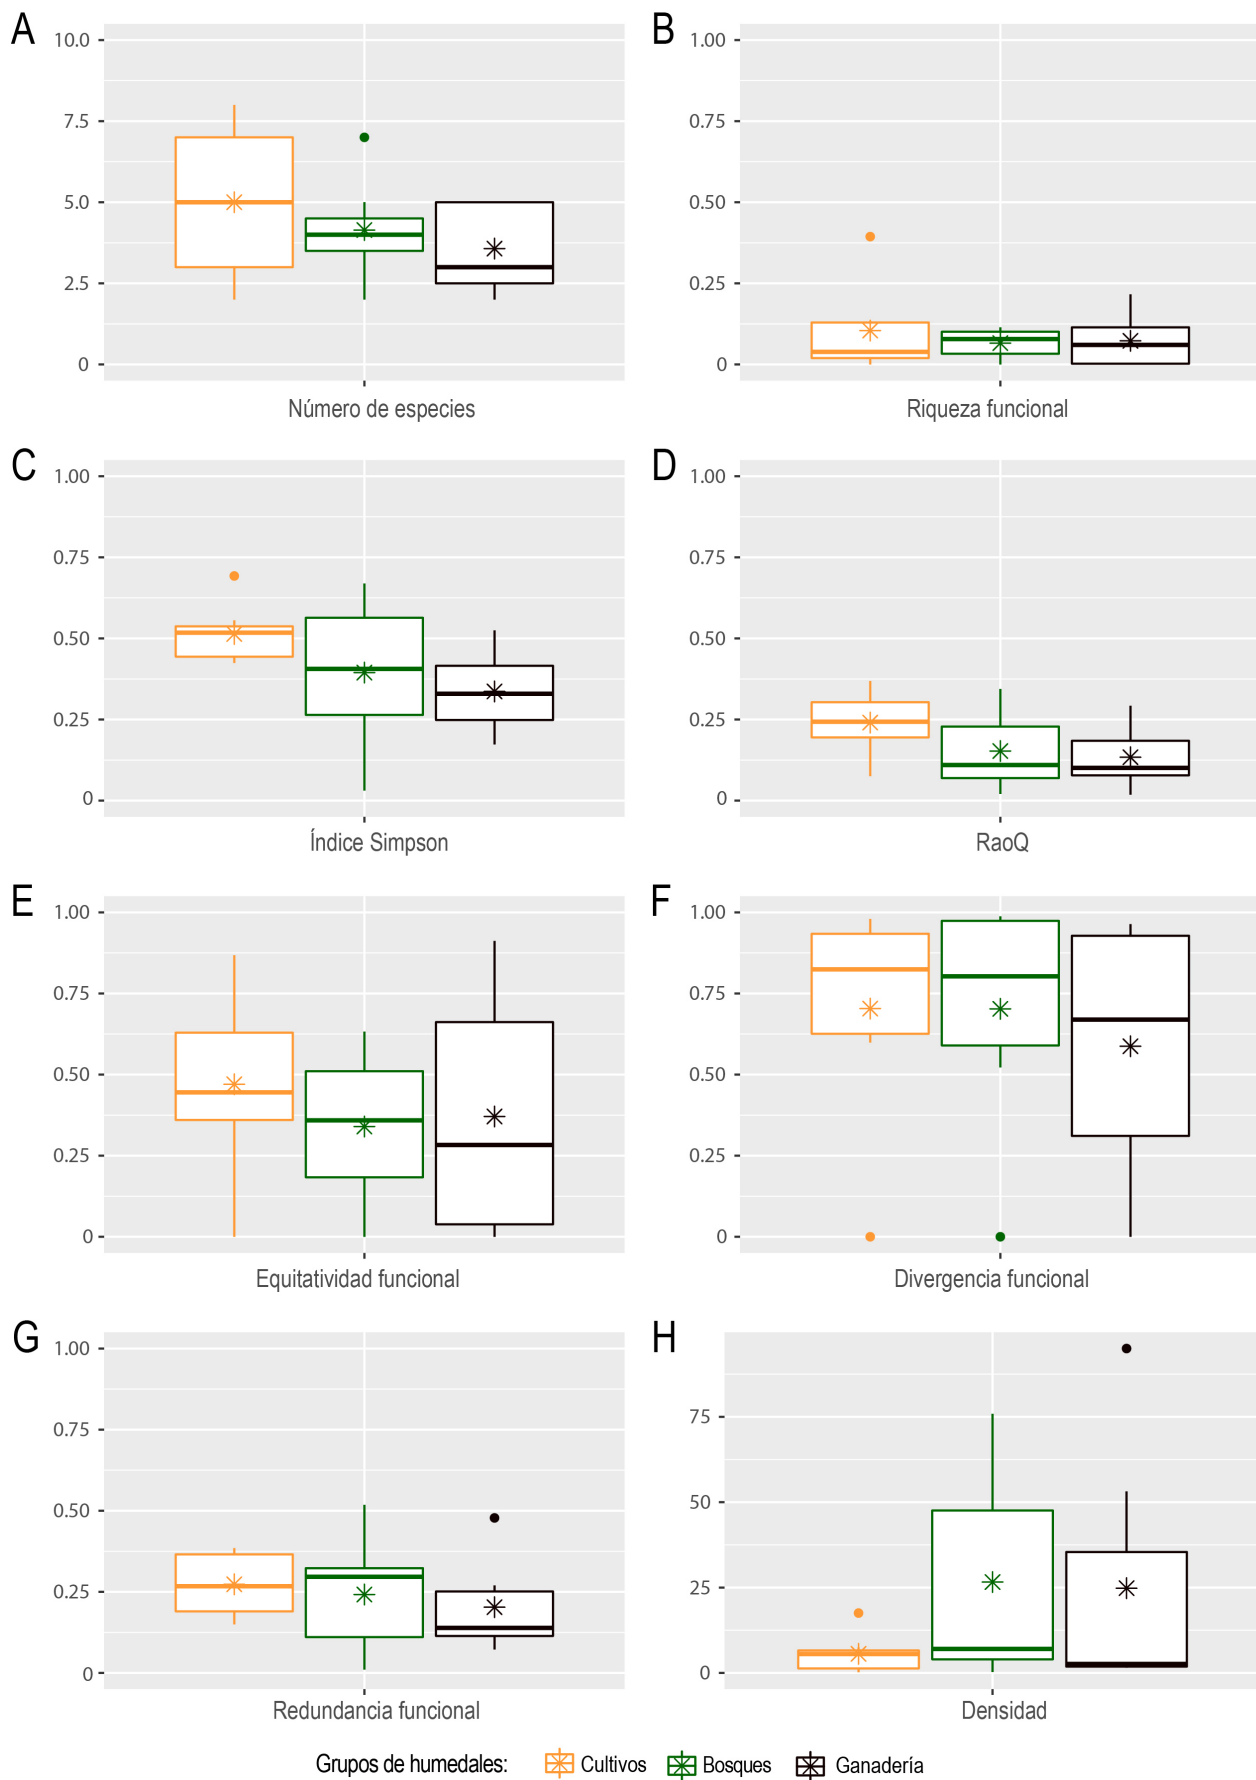 A
10.0
7.5
5.0
2.5
0
Número de especies
B
1.00
0.75
0.50
0.25
0
Riqueza funcional
C
1.00
0.75
0.50
0.25
0
Índice Simpson
D
1.00
0.75
0.50
0.25
0
RaoQ
E
1.00
0.75
0.50
0.25
0
Equitatividad funcional
F
1.00
0.75
0.50
0.25
0
Divergencia funcional
G
1.00
0.75
0.50
0.25
0
Redundancia funcional
H
75
50
25
0
Densidad
Grupos de humedales: Cultivos Bosques Ganadería